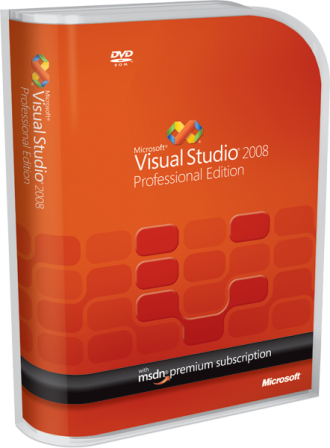 DVD
ROM
Microsoft®
Visual Studio® 2008
Professional Edition
with
msdn® premium subscription
Microsoft
Microsoft®
Visual Studio® 2008
Professional Edition